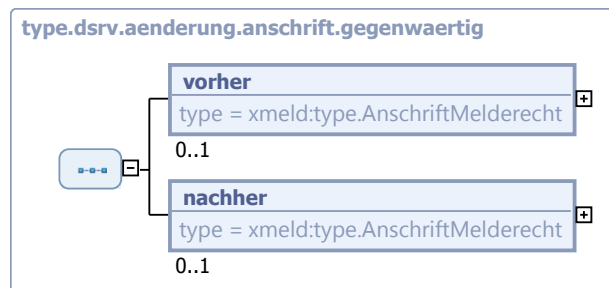 type.dsrv.aenderung.anschrift.gegenwaertig
vorher
type = xmeld:type.AnschriftMelderecht
0..1
nachher
type = xmeld:type.AnschriftMelderecht
0..1